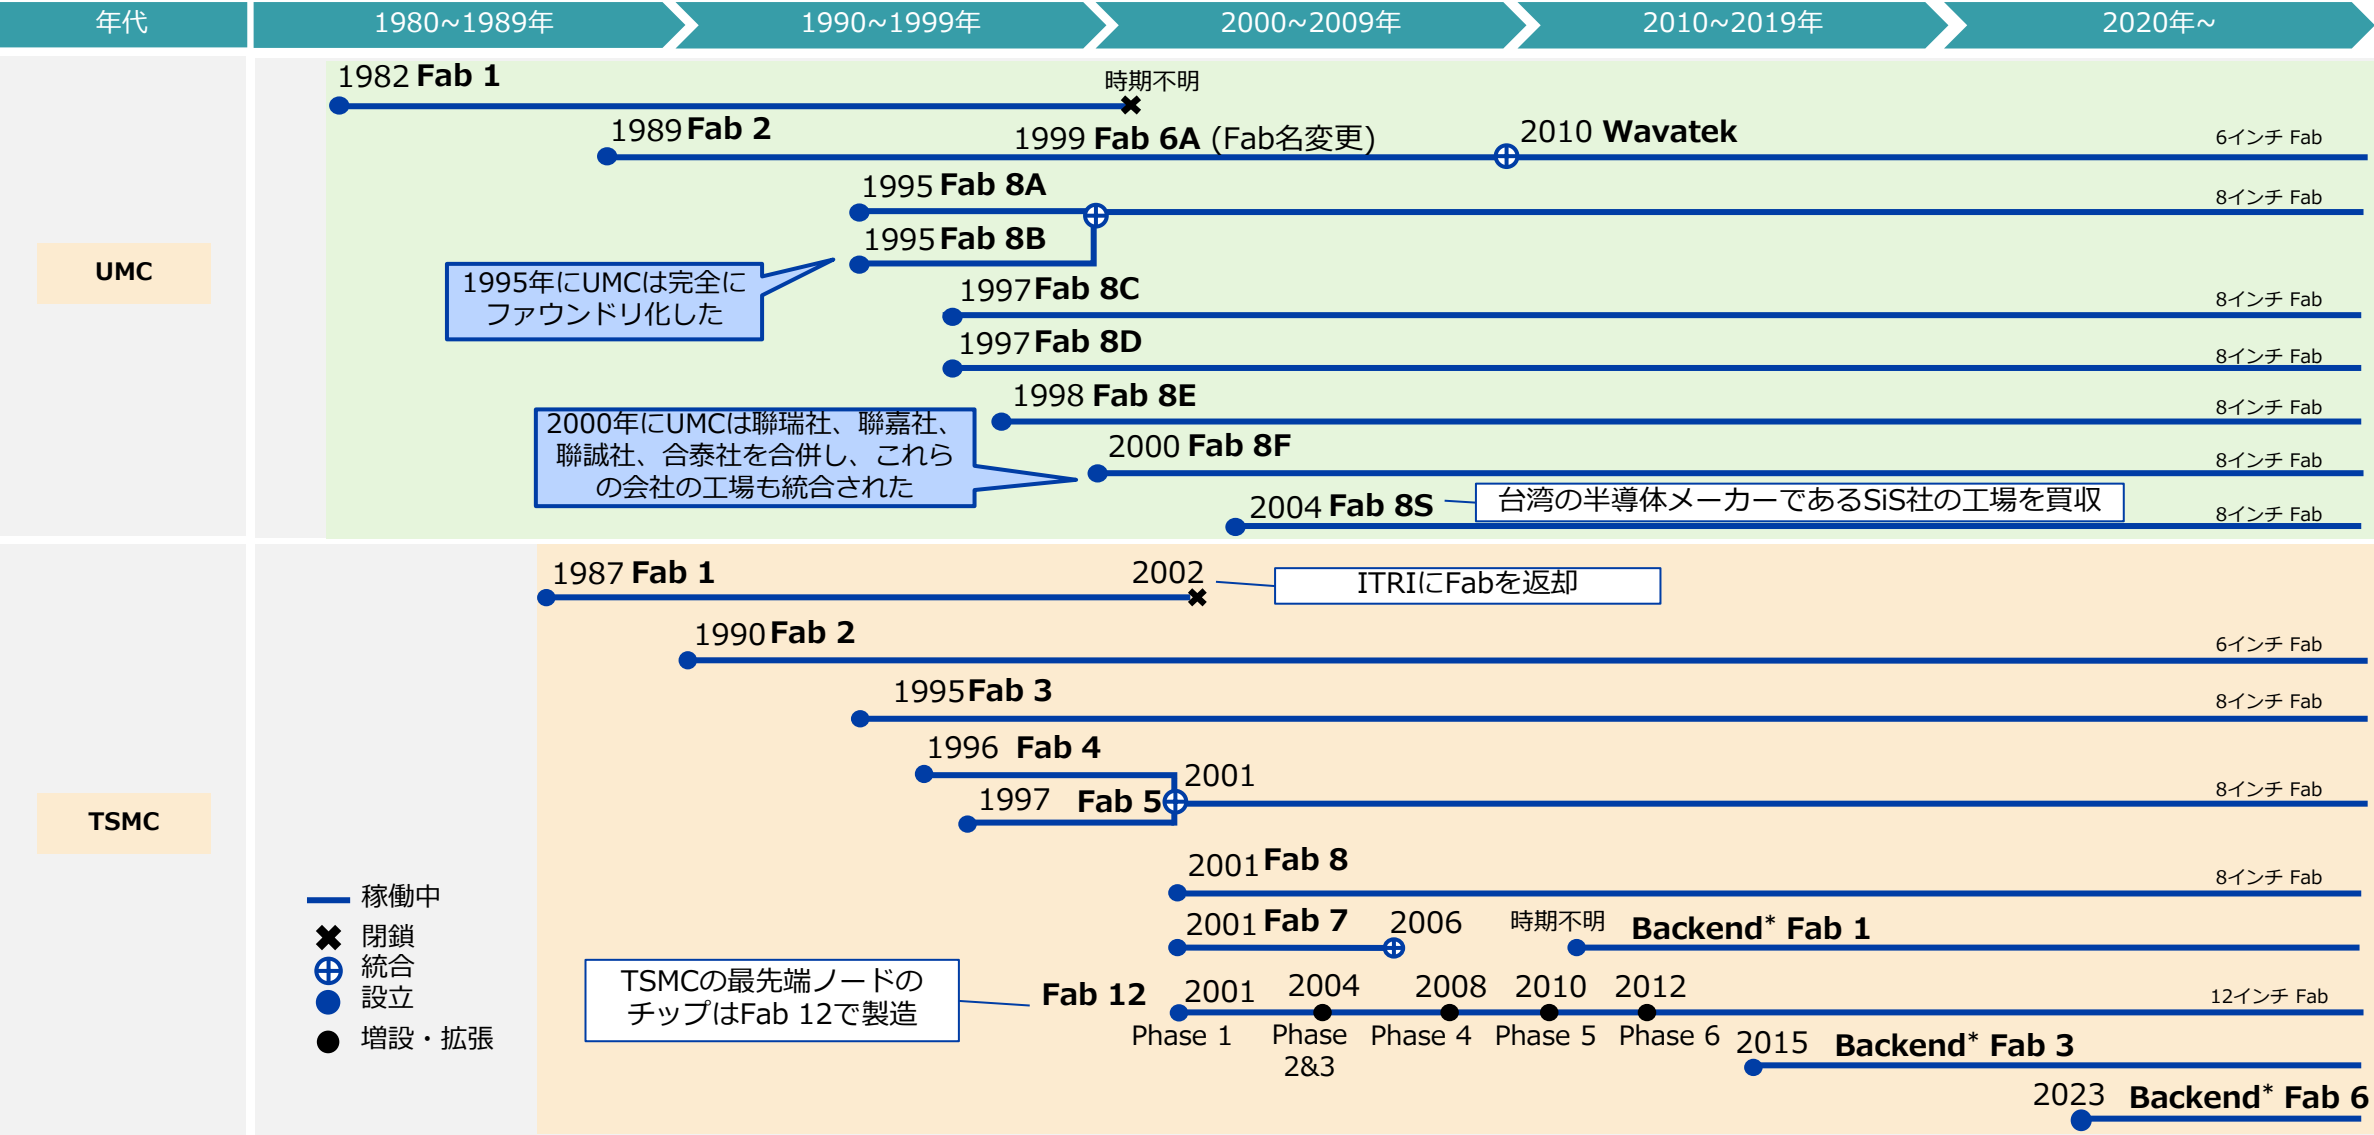 年代
1980~1989年
1990~1999年
2000~2009年
2010~2019年
2020年~
UMC
1982 Fab 1
時期不明
1989 Fab 2
1999 Fab 6A (Fab名変更)
2010 Wavatek
6インチ Fab
1995 Fab 8A
8インチ Fab
1995 Fab 8B
1995年にUMCは完全に
ファウンドリ化した
1997 Fab 8C
8インチ Fab
1997 Fab 8D
8インチ Fab
1998 Fab 8E
8インチ Fab
2000年にUMCは聯瑞社、聯嘉社、
聯誠社、合泰社を合併し、これら
の会社の工場も統合された
2000 Fab 8F
8インチ Fab
2004 Fab 8S
台湾の半導体メーカーであるSiS社の工場を買収
8インチ Fab
TSMC
1987 Fab 1
2002
ITRIにFabを返却
1990 Fab 2
6インチ Fab
1995 Fab 3
8インチ Fab
1996 Fab 4
2001
1997 Fab 5
8インチ Fab
2001 Fab 8
8インチ Fab
2001 Fab 7
2006
時期不明
Backend* Fab 1
TSMCの最先端ノードの
チップはFab 12で製造
Fab 12
2001
2004
2008
2010
2012
12インチ Fab
Phase 1
Phase
2&3
Phase 4
Phase 5
Phase 6
2015 Backend* Fab 3
2023 Backend* Fab 6
稼働中
閉鎖
統合
設立
増設・拡張